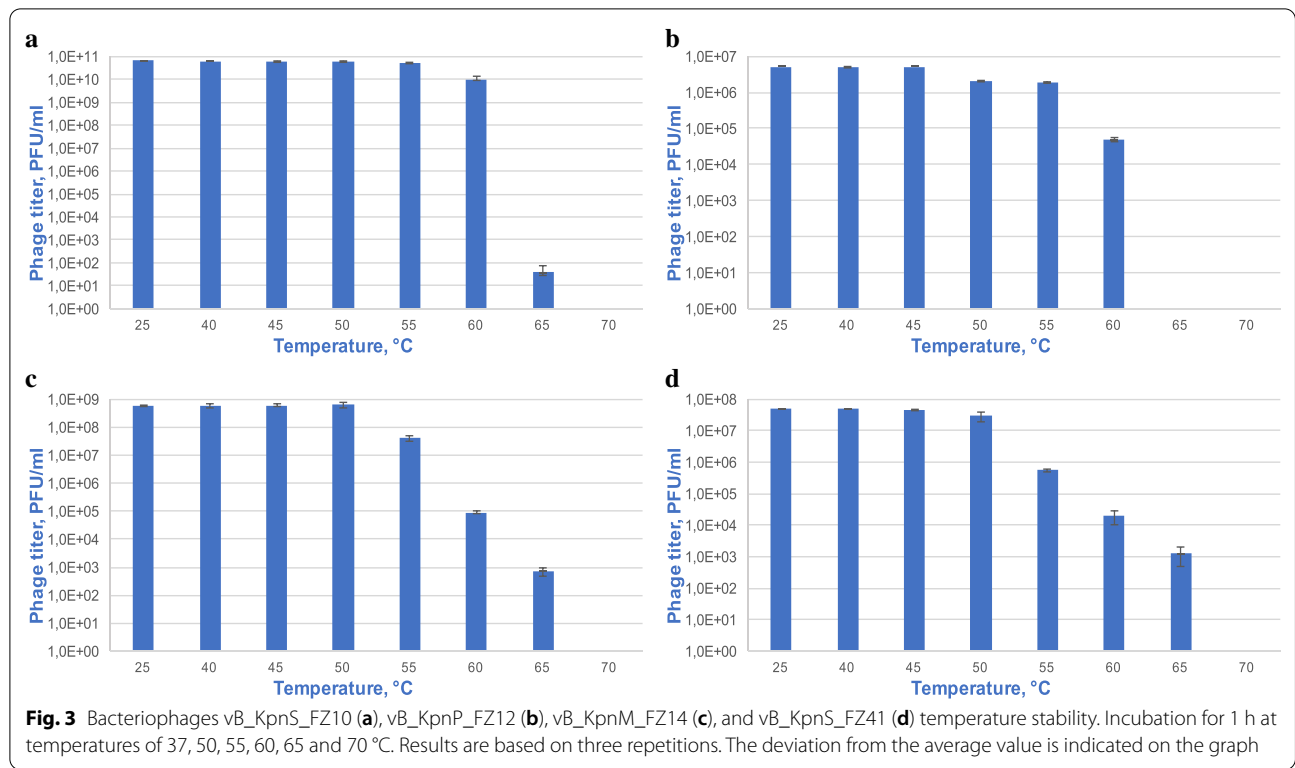 a
1,0E+11
1,0E+10
1,0E+09
1,0E+08
1,0E+07
1,0E+06
1,0E+05
1,0E+04
1,0E+03
1,0E+02
1,0E+01
1,0E+00
Phage titer, PFU/ml
25 40 45 50 55 60 65 70
Temperature, °C
b
1,0E+07
1,0E+06
1,0E+05
1,0E+04
1,0E+03
1,0E+02
1,0E+01
1,0E+00
Phage titer, PFU/ml
25 40 45 50 55 60 65 70
Temperature, °C
c
1,0E+09
1,0E+08
1,0E+07
1,0E+06
1,0E+05
1,0E+04
1,0E+03
1,0E+02
1,0E+01
1,0E+00
Phage titer, PFU/ml
25 40 45 50 55 60 65 70
Temperature, °C
d
1,0E+08
1,0E+07
1,0E+06
1,0E+05
1,0E+04
1,0E+03
1,0E+02
1,0E+01
1,0E+00
Phage titer, PFU/ml
25 40 45 50 55 60 65 70
Temperature, °C
Fig. 3 Bacteriophages vB_KpnS_FZ10 (a), vB_KpnP_FZ12 (b), vB_KpnM_FZ14 (c), and vB_KpnS_FZ41 (d) temperature stability. Incubation for 1 h at
temperatures of 37, 50, 55, 60, 65 and 70 °C. Results are based on three repetitions. The deviation from the average value is indicated on the graph